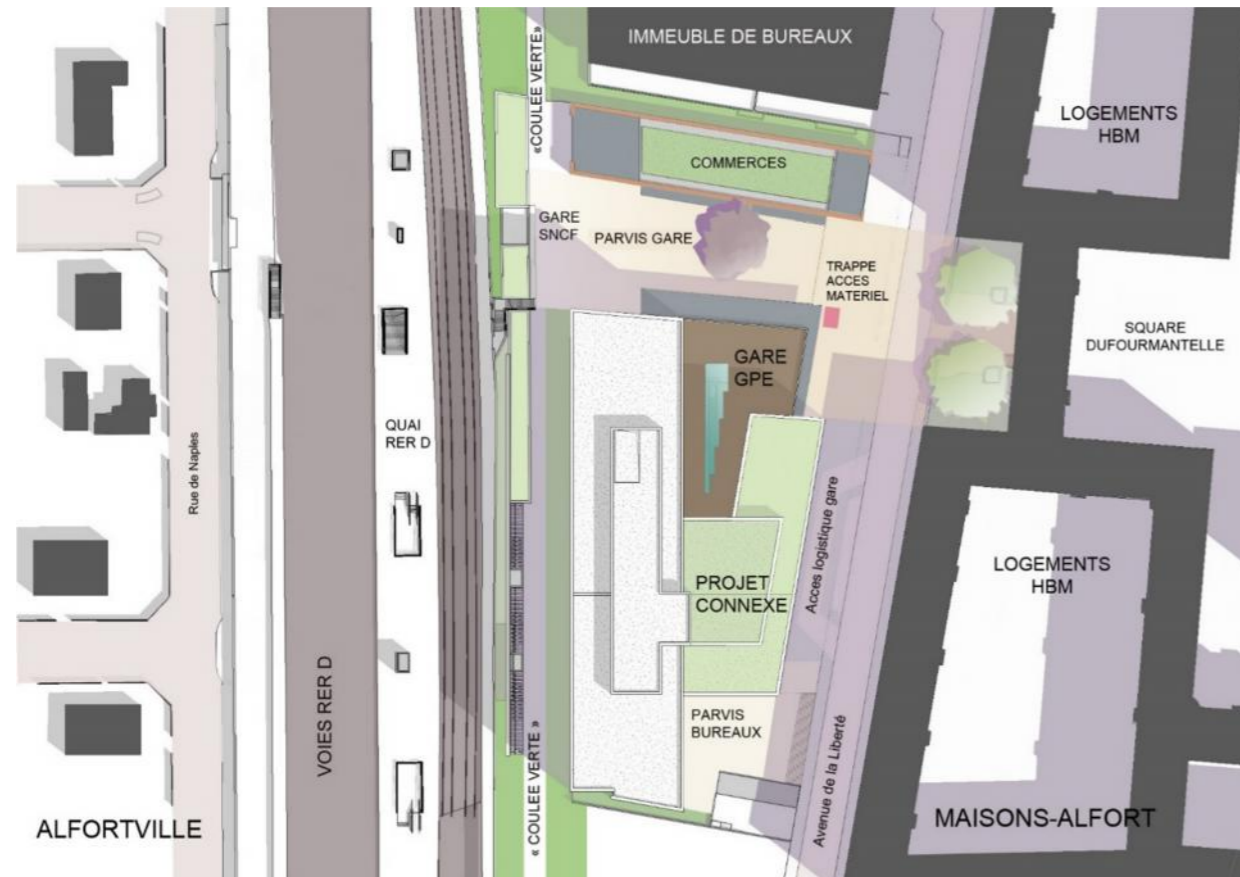 IMMEUBLE DE BUREAUX
«COULEE VERTE»
LOGEMENTS
HBM
COMMERCES
GARE
SNCF
PARVIS GARE
TRAPPE
ACCES
MATERIEL
SQUARE
DUFOURMANTELLE
GARE
GPE
QUAI
RER D
Rue de Naples
Acces logistique gare
PROJET
CONNEXE
LOGEMENTS
HBM
VOIES RER D
PARVIS
BUREAUX
« COULEE VERTE »
Avenue de la Liberté
ALFORTVILLE
MAISONS-ALFORT